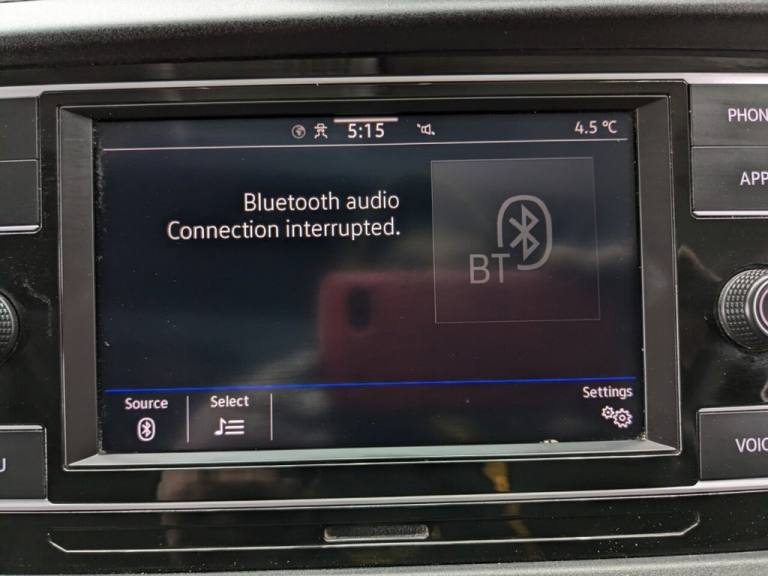 5:15
4.5 °C
PHON
APP
Bluetooth audio
Connection interrupted.
BT
Source
Select
Settings
U
VOIC